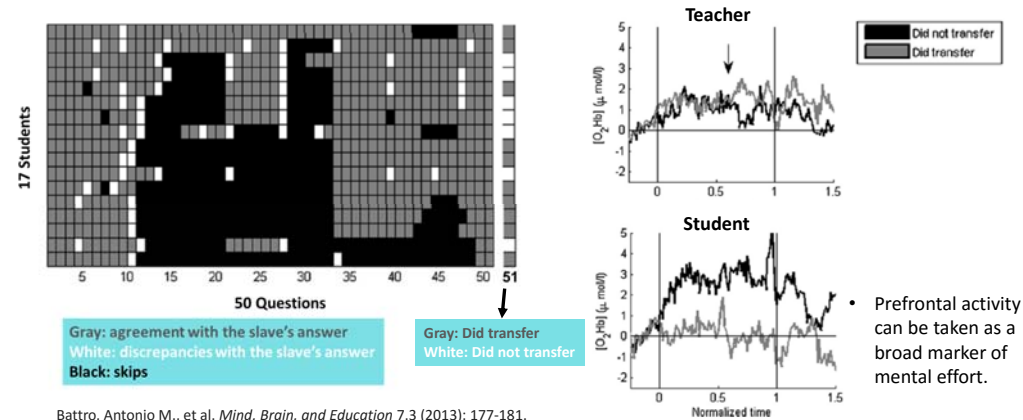 17 Students
5 10 15 20 25 30 35 40 45 50 51
50 Questions
Gray: agreement with the slave's answer
White: discrepancies with the slave's answer
Black: skips
Gray: Did transfer
White: Did not transfer
Battro, Antonio M., et al. Mind, Brain, and Education 7.3 (2013): 177-181.
Teacher
[O2Hb] (μ mol/l)
5
4
3
2
1
0
-1
-2
0 0.5 1 1.5
Did not transfer
Did transfer
Student
[O2Hb] (μ mol/l)
5
4
3
2
1
0
-1
-2
0 0.5 1 1.5
Normalized time
• Prefrontal activity
can be taken as a
broad marker of
mental effort.